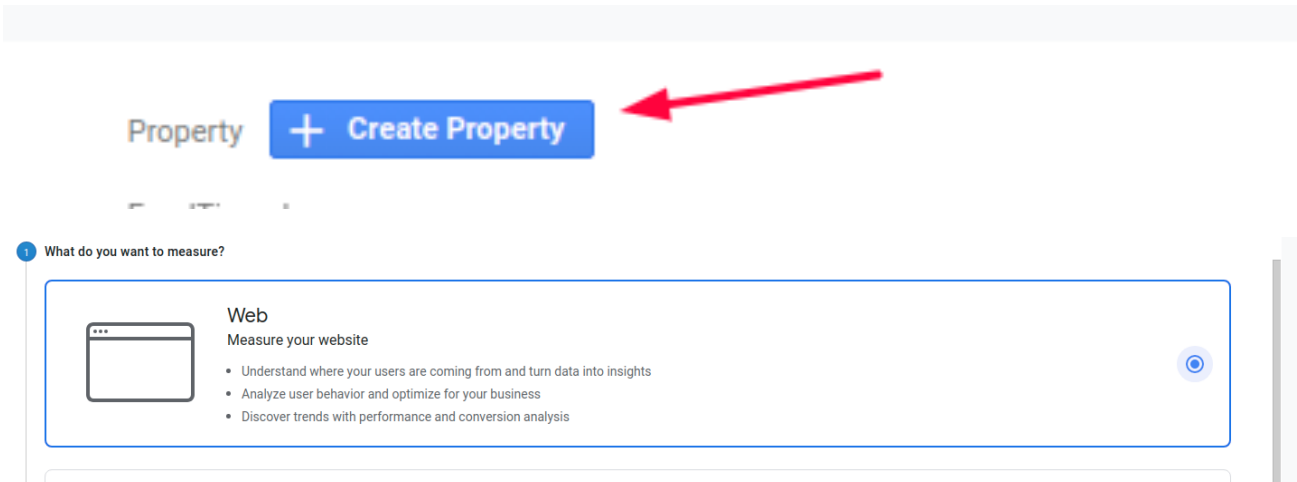 Property + Create Property
1 What do you want to measure?
Web
Measure your website
• Understand where your users are coming from and turn data into insights
• Analyze user behavior and optimize for your business
• Discover trends with performance and conversion analysis